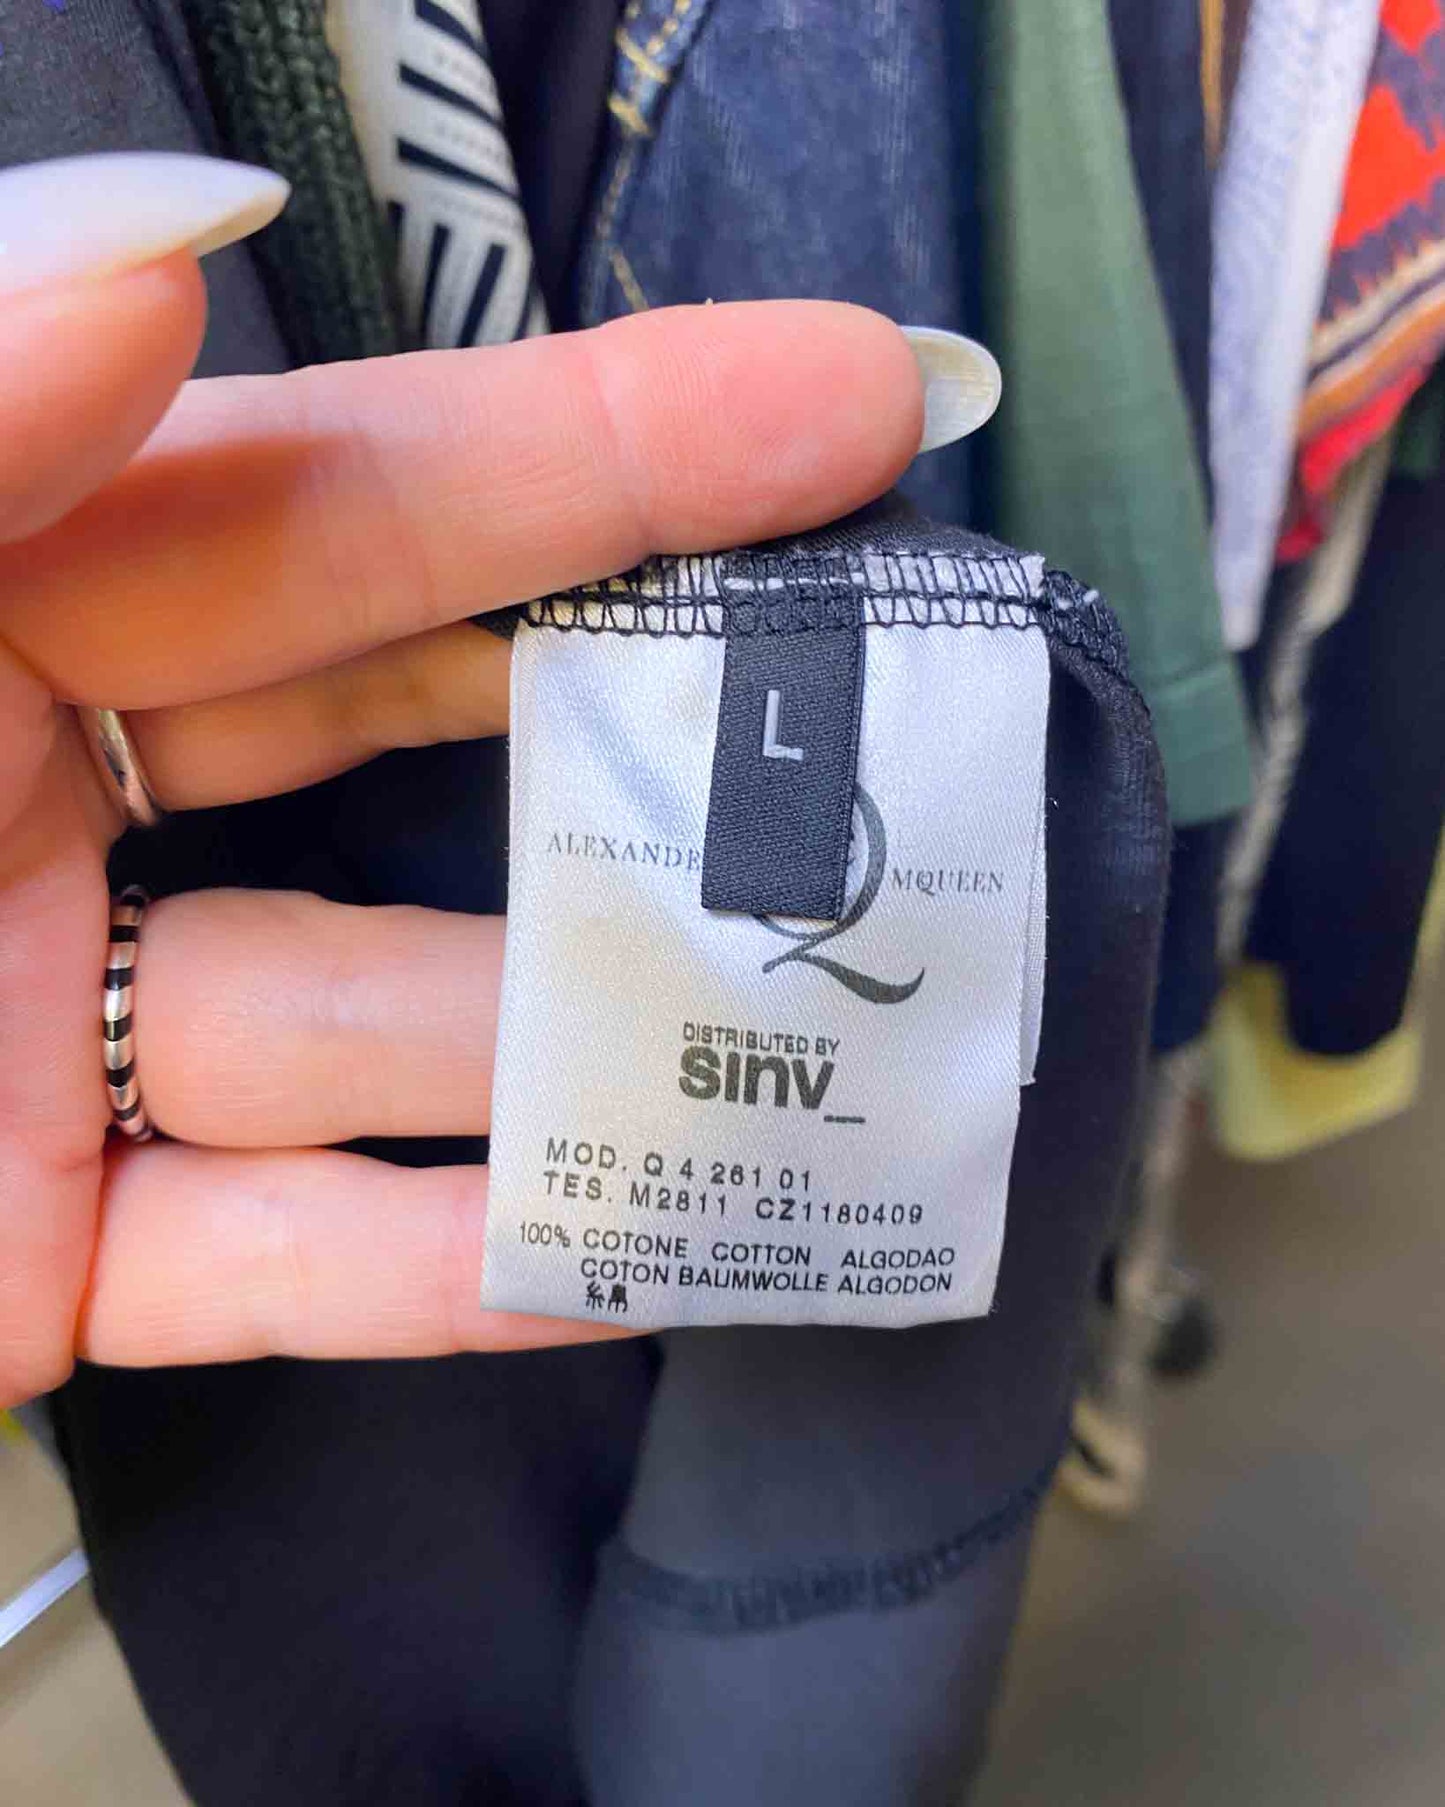 L
ALEXANDE
Q
MQUEEN
DISTRIBUTED BY
SINV_
MOD. Q 4 261 01
TES. M2811 CZ1180409
100% COTONE COTTON ALGODAO
COTON BAUMWOLLE ALGODON